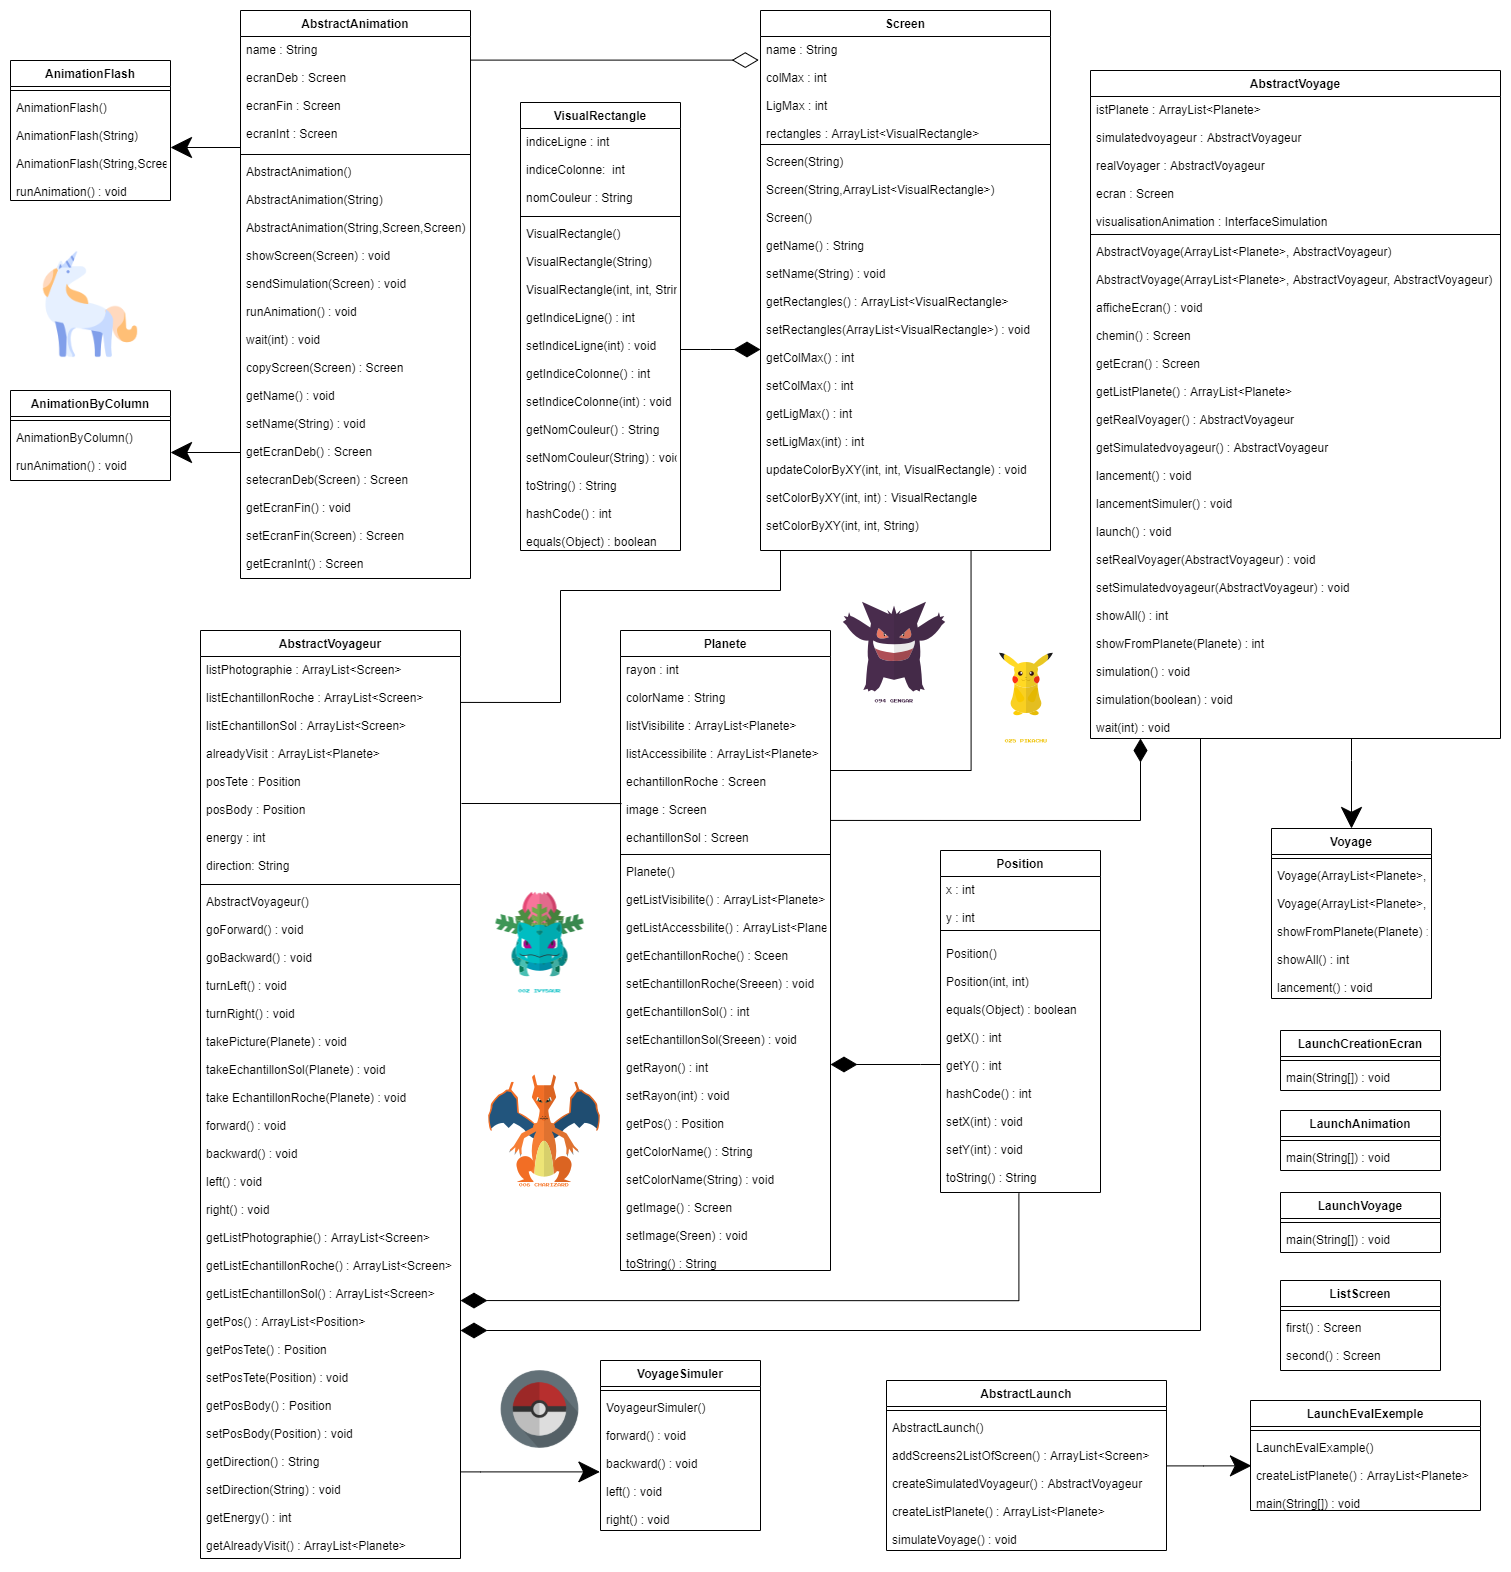 AbstractAnimation
name : String
ecranDeb : Screen
ecranFin : Screen
ecranInt : Screen
AbstractAnimation()
AbstractAnimation(String)
AbstractAnimation(String,Screen,Screen)
showScreen(Screen) : void
sendSimulation(Screen) : void
runAnimation() : void
wait(int) : void
copyScreen(Screen) : Screen
getName() : void
setName(String) : void
getEcranDeb() : Screen
setecranDeb(Screen) : Screen
getEcranFin() : void
setEcranFin(Screen) : Screen
getEcranInt() : Screen
AnimationFlash
AnimationFlash()
AnimationFlash(String)
AnimationFlash(String,Scree
runAnimation() : void
AnimationByColumn
AnimationByColumn()
runAnimation() : void
VisualRectangle
indiceLigne : int
indiceColonne: int
nomCouleur : String
VisualRectangle()
VisualRectangle(String)
VisualRectangle(int, int, Strin
getIndiceLigne() : int
setIndiceLigne(int) : void
getIndiceColonne() : int
setIndiceColonne(int) : void
getNomCouleur() : String
setNomCouleur(String) : void
toString() : String
hashCode() : int
equals(Object) : boolean
Screen
name : String
colMax : int
LigMax : int
rectangles : ArrayList<VisualRectangle>
Screen(String)
Screen(String,ArrayList<VisualRectangle>)
Screen()
getName() : String
setName(String) : void
getRectangles() : ArrayList<VisualRectangle>
setRectangles(ArrayList<VisualRectangle>) : void
getColMax() : int
setColMax() : int
getLigMax() : int
setLigMax(int) : int
updateColorByXY(int, int, VisualRectangle) : void
setColorByXY(int, int) : VisualRectangle
setColorByXY(int, int, String)
AbstractVoyage
istPlanete : ArrayList<Planete>
simulatedvoyageur : AbstractVoyageur
realVoyager : AbstractVoyageur
ecran : Screen
visualisationAnimation : InterfaceSimulation
AbstractVoyage(ArrayList<Planete>, AbstractVoyageur)
AbstractVoyage(ArrayList<Planete>, AbstractVoyageur, AbstractVoyageur)
afficheEcran() : void
chemin() : Screen
getEcran() : Screen
getListPlanete() : ArrayList<Planete>
getRealVoyager() : AbstractVoyageur
getSimulatedvoyageur() : AbstractVoyageur
lancement() : void
lancementSimuler() : void
launch() : void
setRealVoyager(AbstractVoyageur) : void
setSimulatedvoyageur(AbstractVoyageur) : void
showAll() : int
showFromPlanete(Planete) : int
simulation() : void
simulation(boolean) : void
wait(int) : void
AbstractVoyageur
listPhotographie : ArrayList<Screen>
listEchantillonRoche : ArrayList<Screen>
listEchantillonSol : ArrayList<Screen>
alreadyVisit : ArrayList<Planete>
posTete : Position
posBody : Position
energy : int
direction: String
AbstractVoyageur()
goForward() : void
goBackward() : void
turnLeft() : void
turnRight() : void
takePicture(Planete) : void
takeEchantillonSol(Planete) : void
take EchantillonRoche(Planete) : void
forward() : void
backward() : void
left() : void
right() : void
getListPhotographie() : ArrayList<Screen>
getListEchantillonRoche() : ArrayList<Screen>
getListEchantillonSol() : ArrayList<Screen>
getPos() : ArrayList<Position>
getPosTete() : Position
setPosTete(Position) : void
getPosBody() : Position
setPosBody(Position) : void
getDirection() : String
setDirection(String) : void
getEnergy() : int
getAlreadyVisit() : ArrayList<Planete>
Planete
rayon : int
colorName : String
listVisibilite : ArrayList<Planete>
listAccessibilite : ArrayList<Planete>
echantillonRoche : Screen
image : Screen
echantillonSol : Screen
Planete()
getListVisibilite() : ArrayList<Planete>
getListAccessbilite() : ArrayList<Plane
getEchantillonRoche() : Sceen
setEchantillonRoche(Sreeen) : void
getEchantillonSol() : int
setEchantillonSol(Sreeen) : void
getRayon() : int
setRayon(int) : void
getPos() : Position
getColorName() : String
setColorName(String) : void
getImage() : Screen
setImage(Sreen) : void
toString() : String
094 GENGAR
025 PIKACHU
002 IVYSAUR
006 CHARIZARD
Position
x : int
y : int
Position()
Position(int, int)
equals(Object) : boolean
getX() : int
getY() : int
hashCode() : int
setX(int) : void
setY(int) : void
toString() : String
Voyage
Voyage(ArrayList<Planete>,
Voyage(ArrayList<Planete>,
showFromPlanete(Planete) :
showAll() : int
lancement() : void
LaunchCreationEcran
main(String[]) : void
LaunchAnimation
main(String[]) : void
LaunchVoyage
main(String[]) : void
ListScreen
first() : Screen
second() : Screen
VoyageSimuler
VoyageurSimuler()
forward() : void
backward() : void
left() : void
right() : void
AbstractLaunch
AbstractLaunch()
addScreens2ListOfScreen() : ArrayList<Screen>
createSimulatedVoyageur() : AbstractVoyageur
createListPlanete() : ArrayList<Planete>
simulateVoyage() : void
LaunchEvalExemple
LaunchEvalExample()
createListPlanete() : ArrayList<Planete>
main(String[]) : void